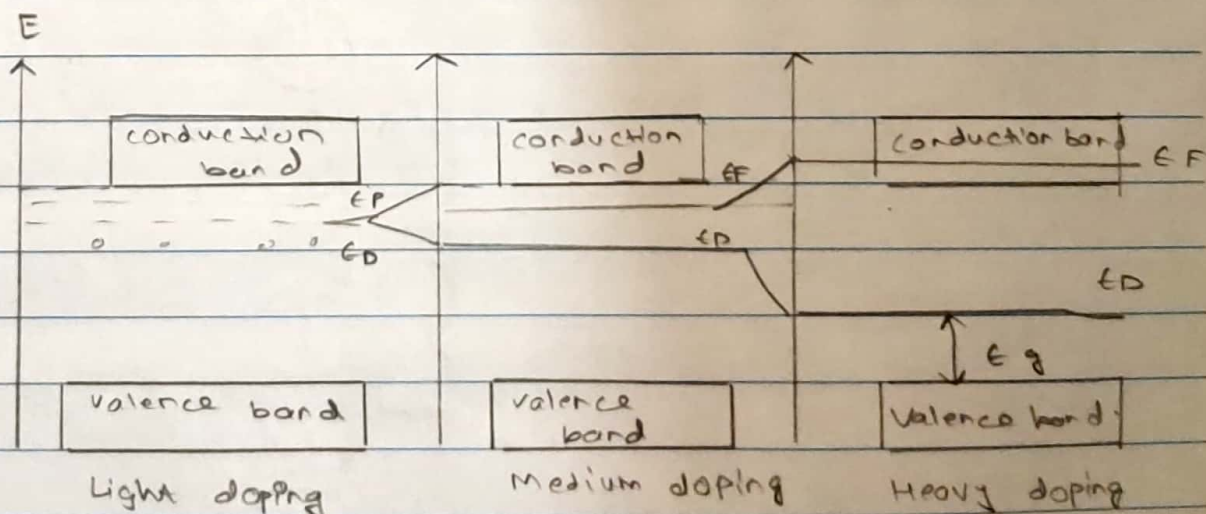 E
conduction
band
conduction
band
conduction band
EF
EF
EP
ED
ED
ED
E g
valence band
valence
band
valence band
Light doping
Medium doping
Heavy doping